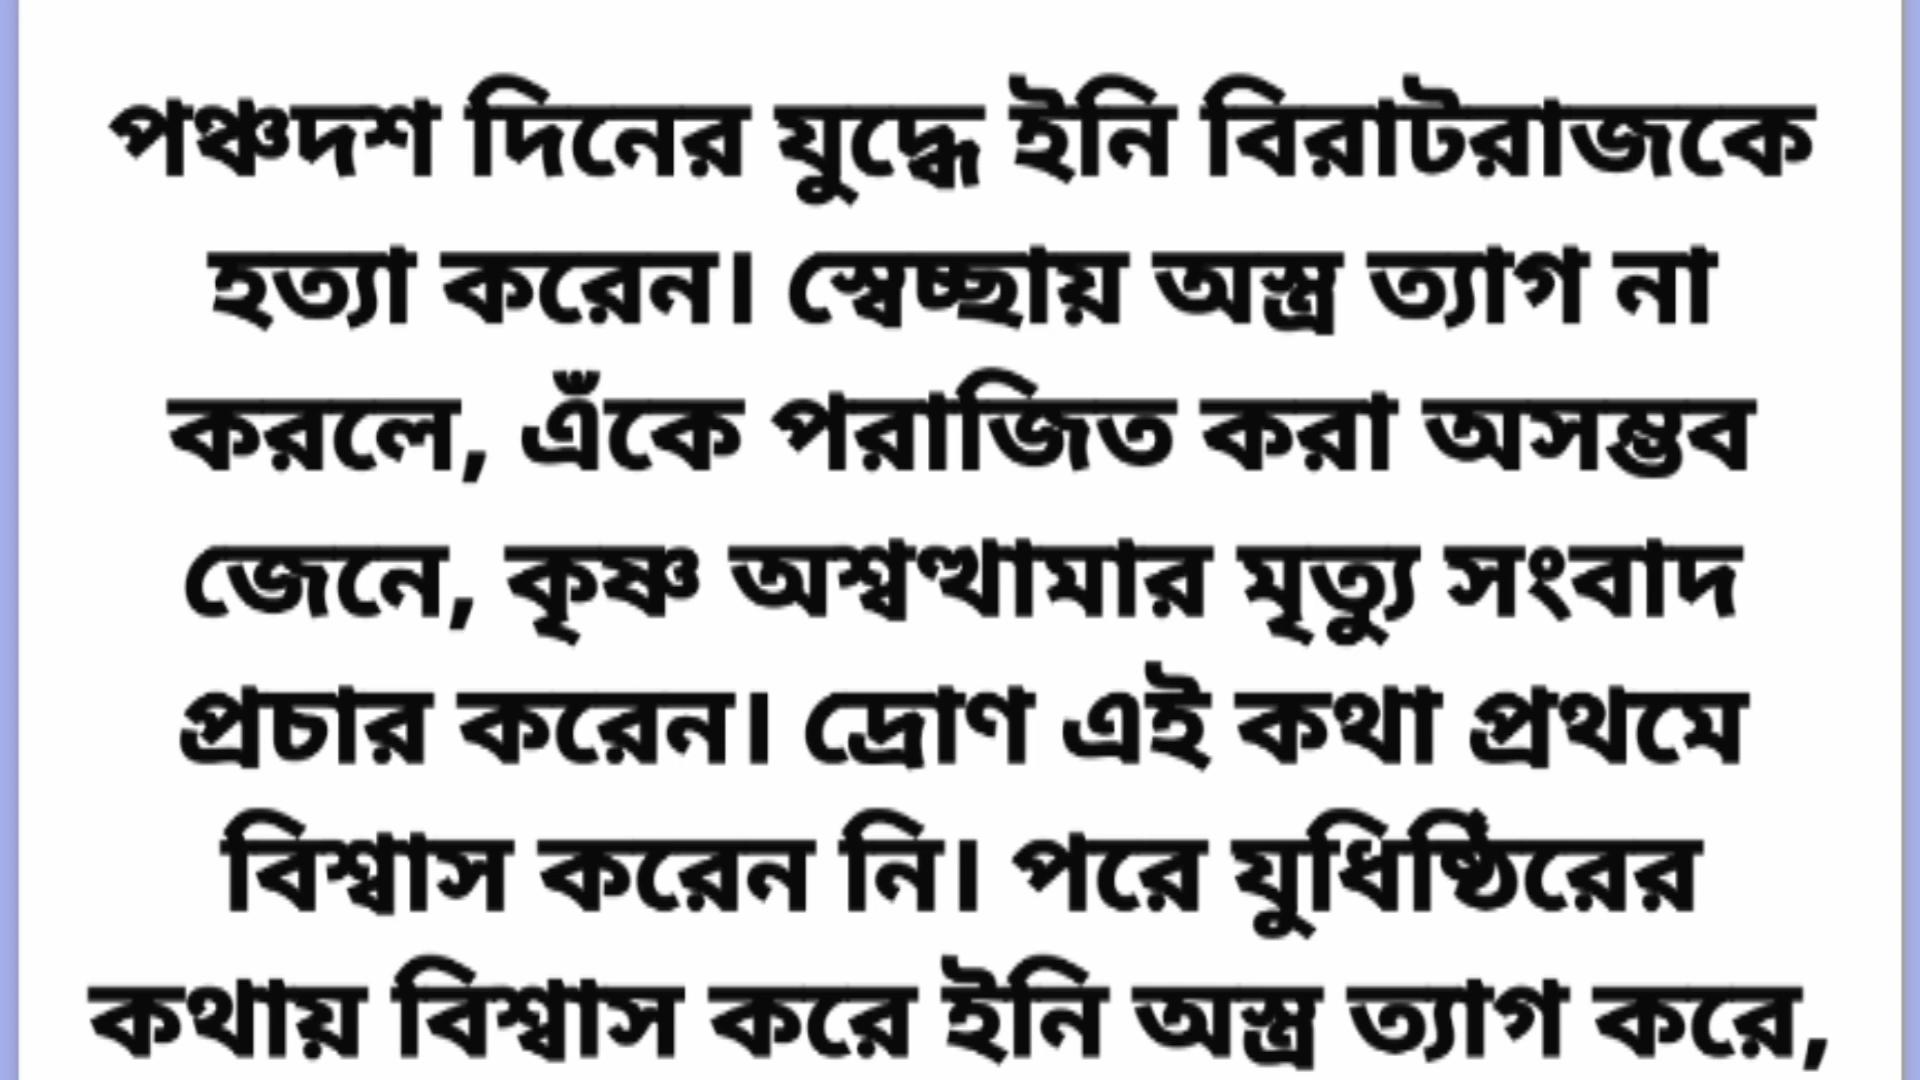 পঞ্চদশ দিনের যুদ্ধে ইনি বিরাটরাজকে
হত্যা করেন। স্বেচ্ছায় অস্ত্র ত্যাগ না
করলে, এঁকে পরাজিত করা অসম্ভব
জেনে, কৃষ্ণ অশ্বত্থামার মৃত্যু সংবাদ
প্রচার করেন। দ্রোণ এই কথা প্রথমে
বিশ্বাস করেন নি। পরে যুধিষ্ঠিরের
কথায় বিশ্বাস করে ইনি অস্ত্র ত্যাগ করে,